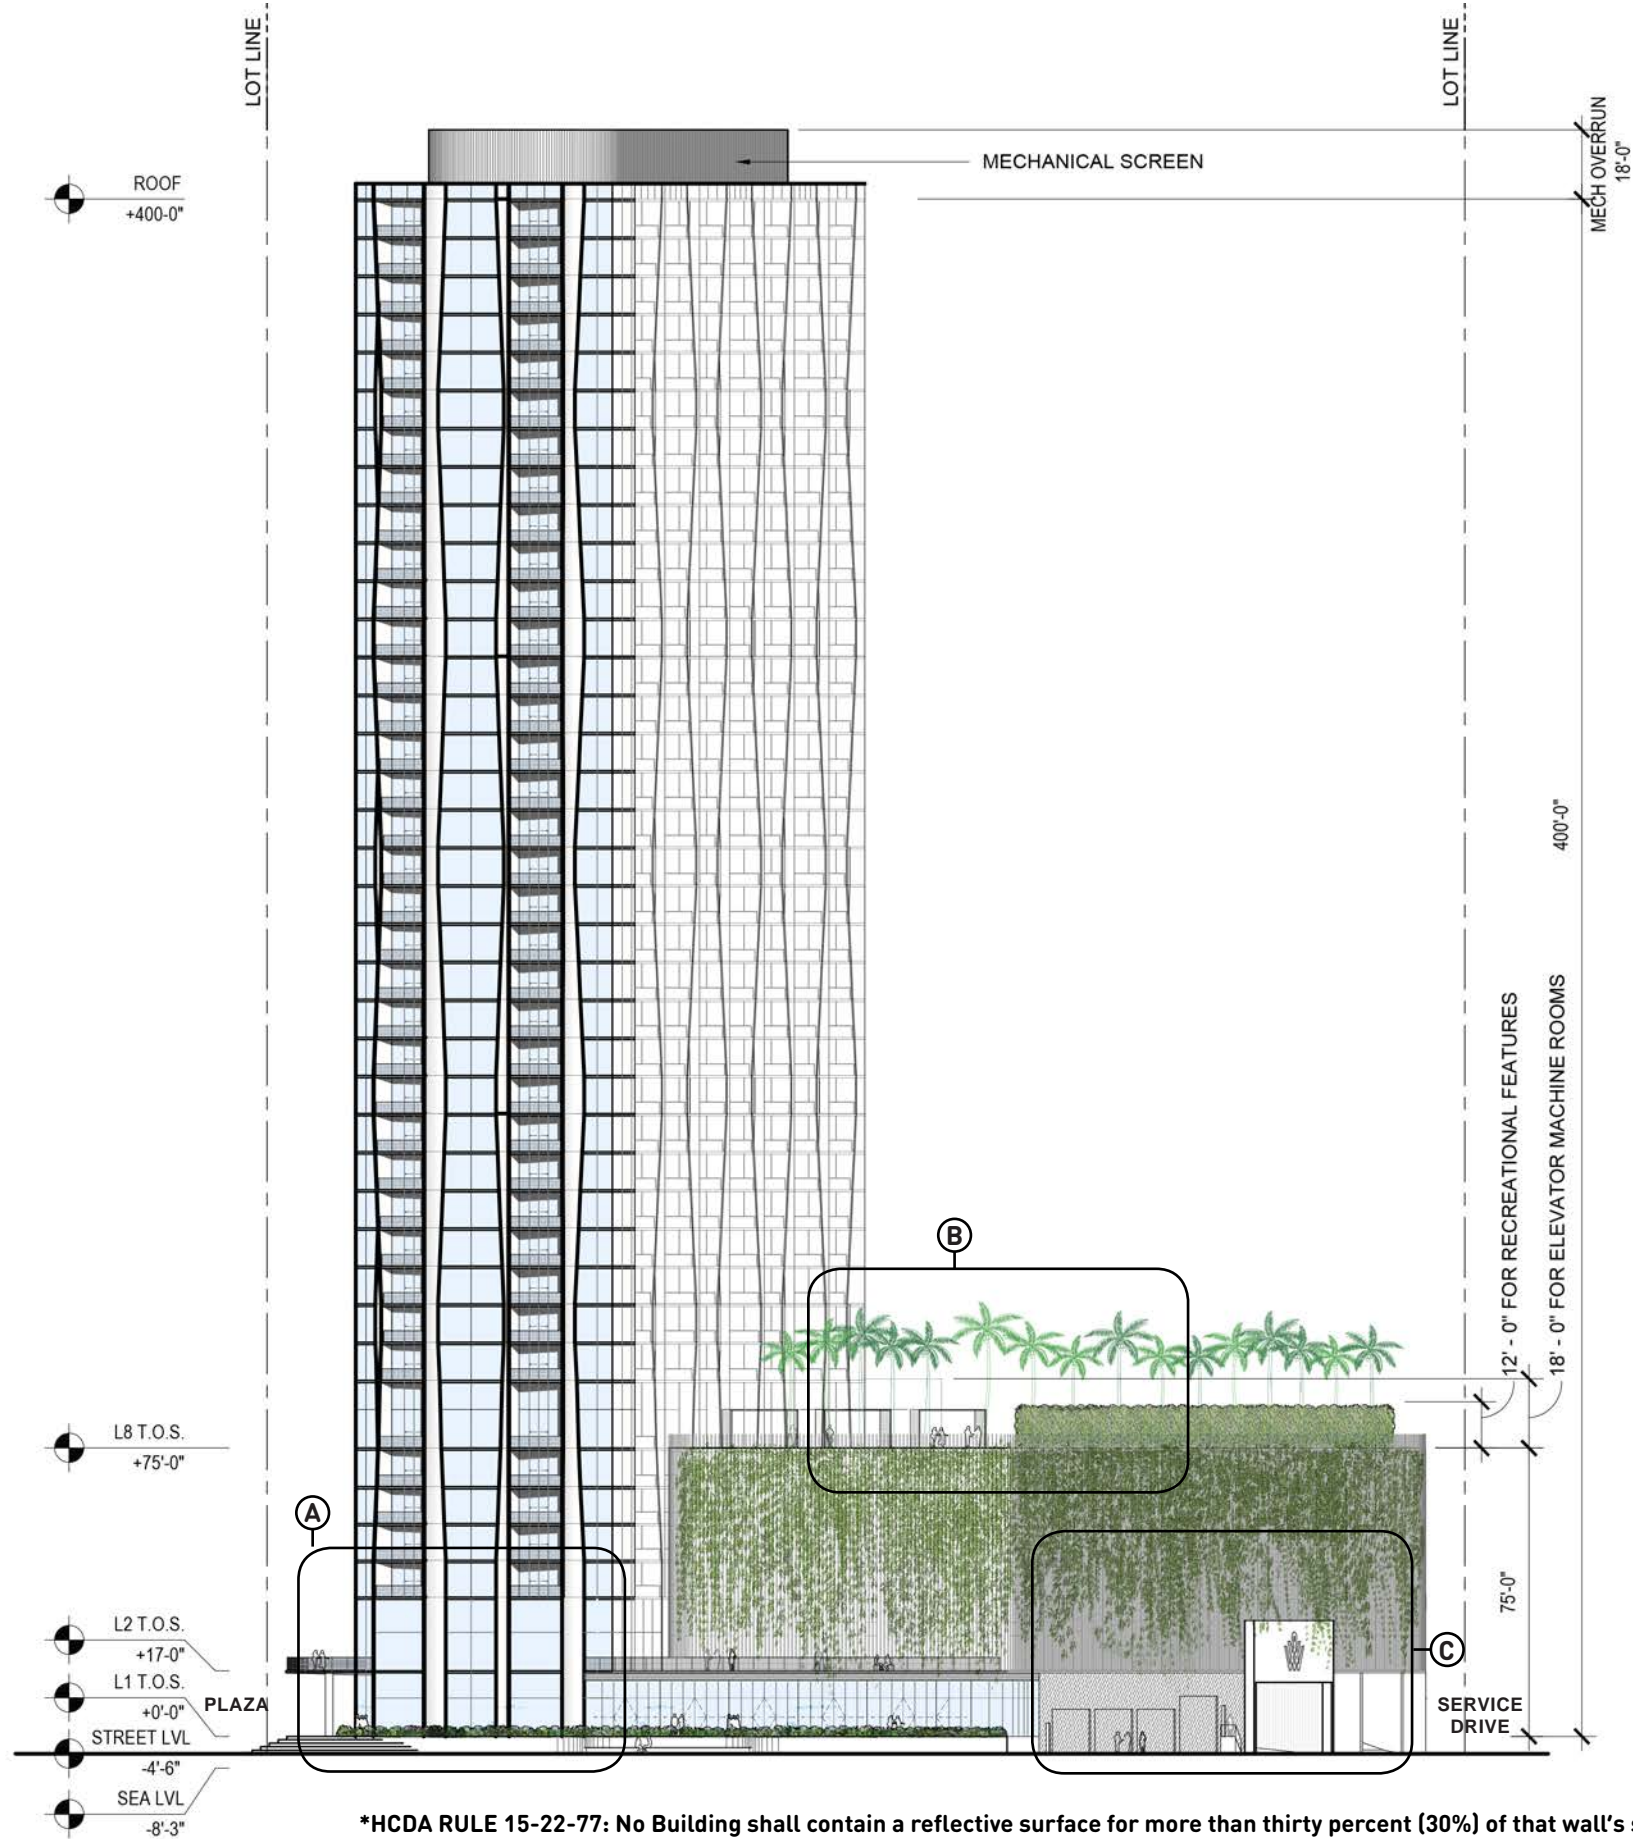 LOT LINE
LOT LINE
MECH OVERRUN
18'-0"
MECHANICAL SCREEN
ROOF
+400-0"
400'-0"
12' - 0" FOR RECREATIONAL FEATURES
18' - 0" FOR ELEVATOR MACHINE ROOMS
B
L8 T.O.S.
+75'-0"
A
75'-0"
L2 T.O.S.
+17-0"
C
L1 T.O.S.
+0'-0"
PLAZA
SERVICE
DRIVE
STREET LVL
-4'-6"
SEA LVL
-8'-3"
*HCDA RULE 15-22-77: No Building shall contain a reflective surface for more than thirty percent (30%) of that wall's